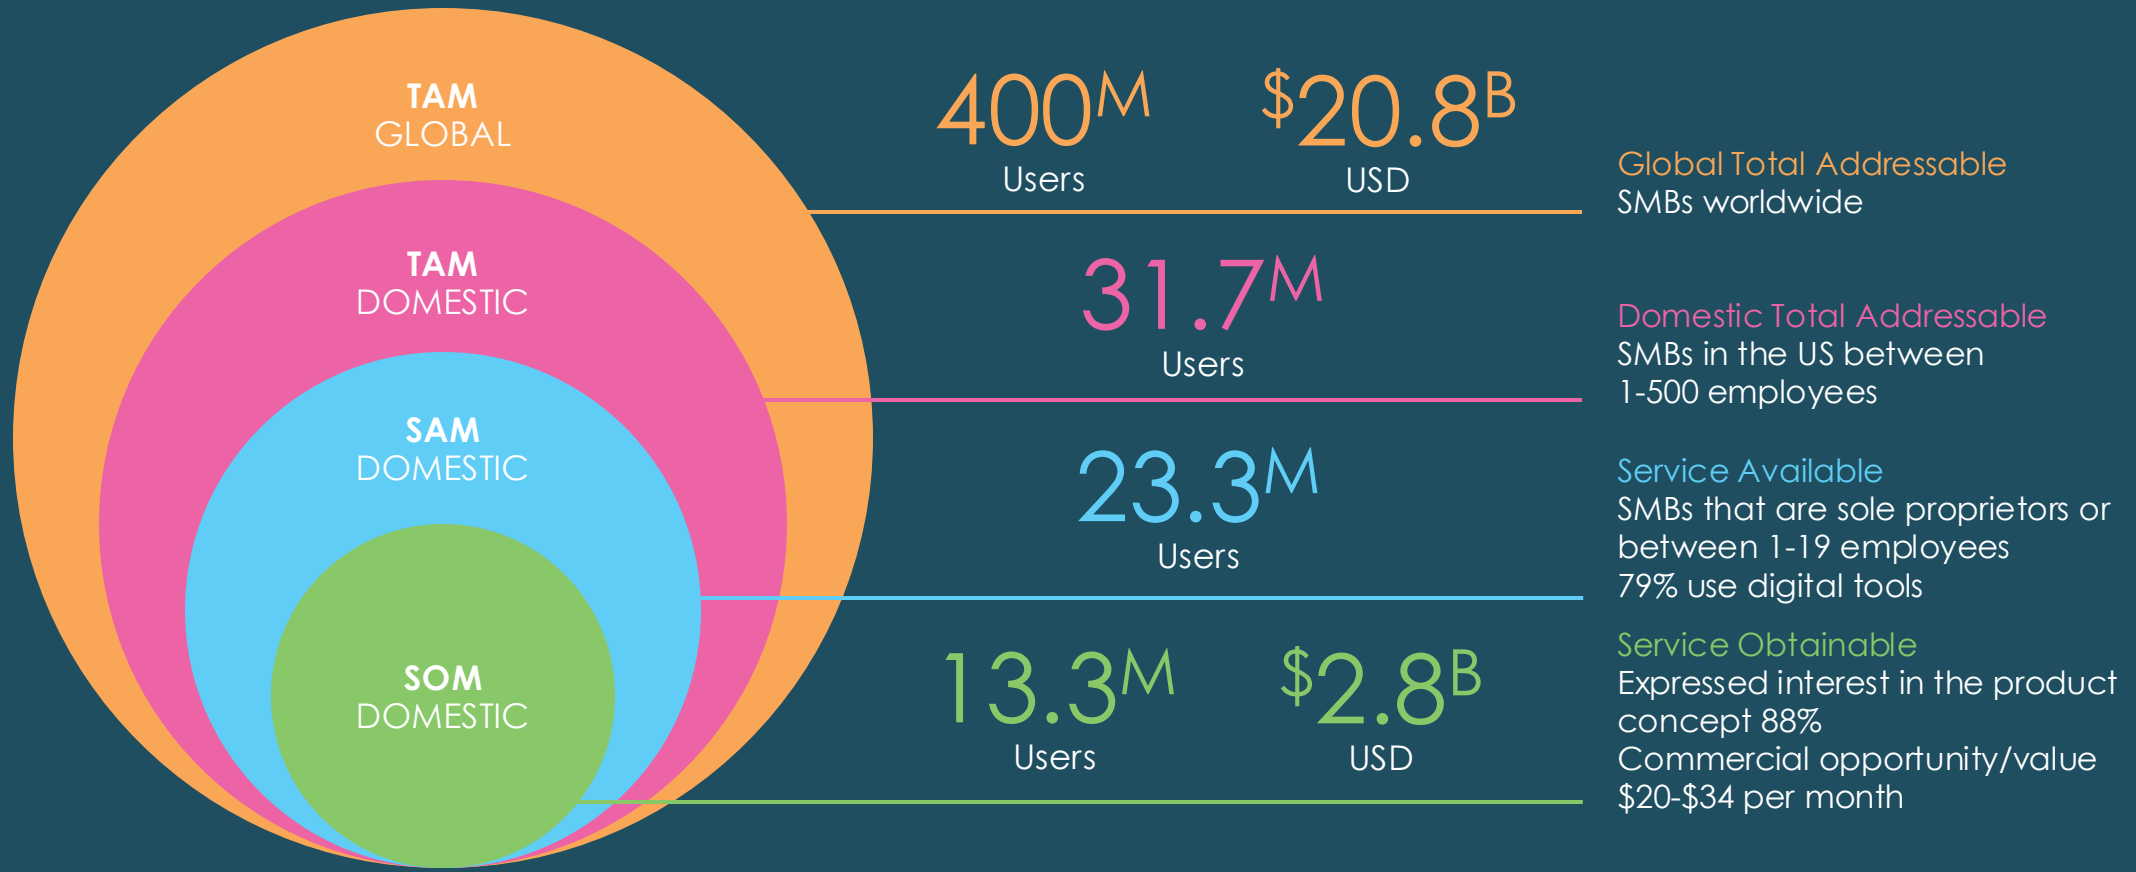 TAM
GLOBAL
400M
Users
$20.8B
USD
Global Total Addressable
SMBs worldwide
TAM
DOMESTIC
31.7M
Users
Domestic Total Addressable
SMBs in the US between
1-500 employees
SAM
DOMESTIC
23.3M
Users
Service Available
SMBs that are sole proprietors or
between 1-19 employees
79% use digital tools
SOM
DOMESTIC
13.3M
Users
$2.8B
USD
Service Obtainable
Expressed interest in the product
concept 88%
Commercial opportunity/value
$20-$34 per month